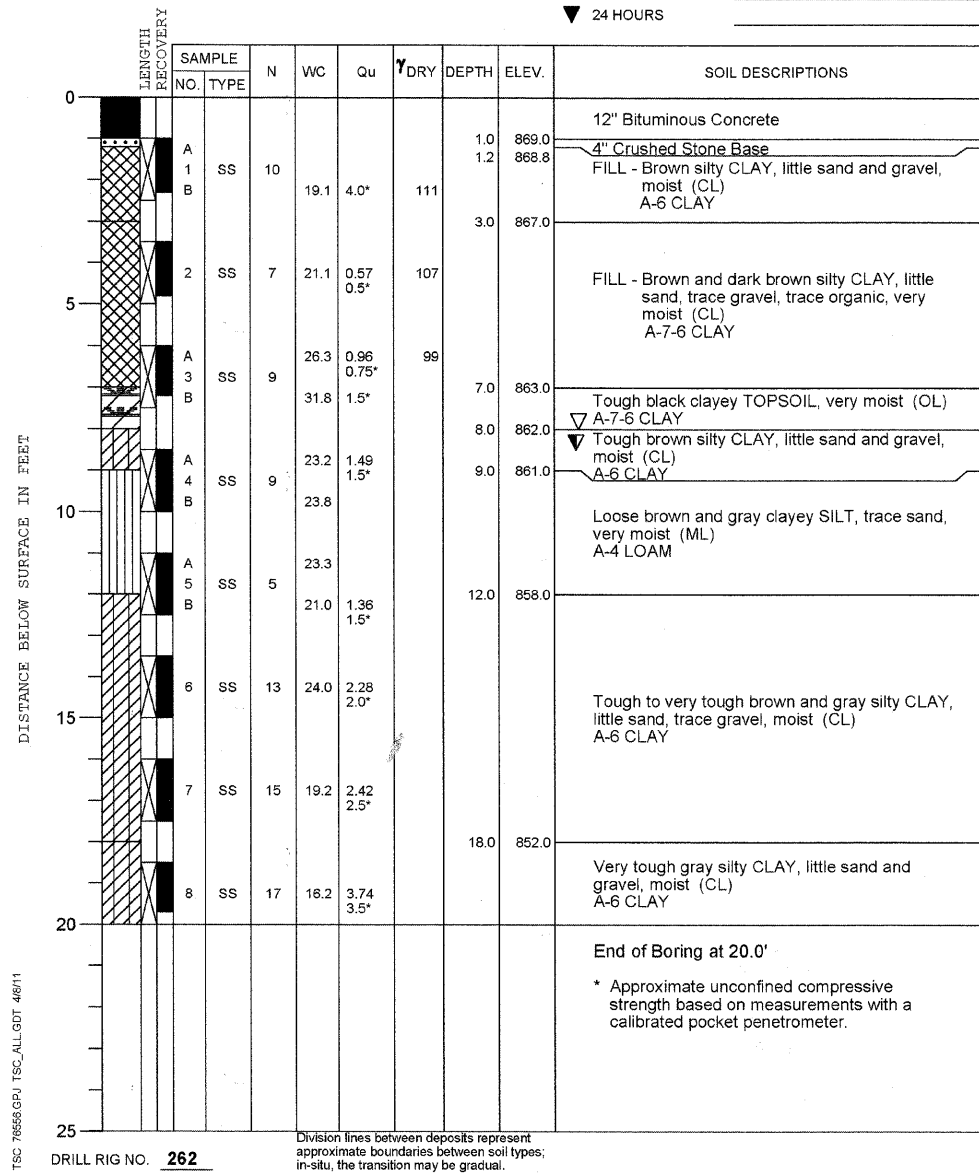 ▼ 24 HOURS
LENGTH
RECOVERY
SAMPLE
NO. TYPE
N
WC
Qu
γDRY
DEPTH
ELEV.
SOIL DESCRIPTIONS
DISTANCE BELOW SURFACE IN FEET
0
12" Bituminous Concrete
1.0 869.0
4" Crushed Stone Base
1.2 868.8
A
1 SS 10
B 19.1 4.0* 111
FILL - Brown silty CLAY, little sand and gravel,
moist (CL)
A-6 CLAY
3.0 867.0
2 SS 7 21.1 0.57 107
0.5*
FILL - Brown and dark brown silty CLAY, little
sand, trace gravel, trace organic, very
moist (CL)
A-7-6 CLAY
5
A 26.3 0.96 99
0.75*
3 SS 9
B 31.8 1.5*
7.0 863.0
Tough black clayey TOPSOIL, very moist (OL)
A-7-6 CLAY
8.0 862.0
Tough brown silty CLAY, little sand and gravel,
moist (CL)
A-6 CLAY
A 23.2 1.49
1.5*
4 SS 9
B 23.8
9.0 861.0
10
Loose brown and gray clayey SILT, trace sand,
very moist (ML)
A-4 LOAM
A 23.3
5 SS 5
B 21.0 1.36
1.5*
12.0 858.0
6 SS 13 24.0 2.28
2.0*
15
Tough to very tough brown and gray silty CLAY,
little sand, trace gravel, moist (CL)
A-6 CLAY
7 SS 15 19.2 2.42
2.5*
18.0 852.0
Very tough gray silty CLAY, little sand and
gravel, moist (CL)
A-6 CLAY
8 SS 17 16.2 3.74
3.5*
20
End of Boring at 20.0'
* Approximate unconfined compressive
strength based on measurements with a
calibrated pocket penetrometer.
25
TSC 76556.GPJ TSC_ALL.GDT 4/8/11
DRILL RIG NO. 262
Division lines between deposits represent
approximate boundaries between soil types;
in-situ, the transition may be gradual.